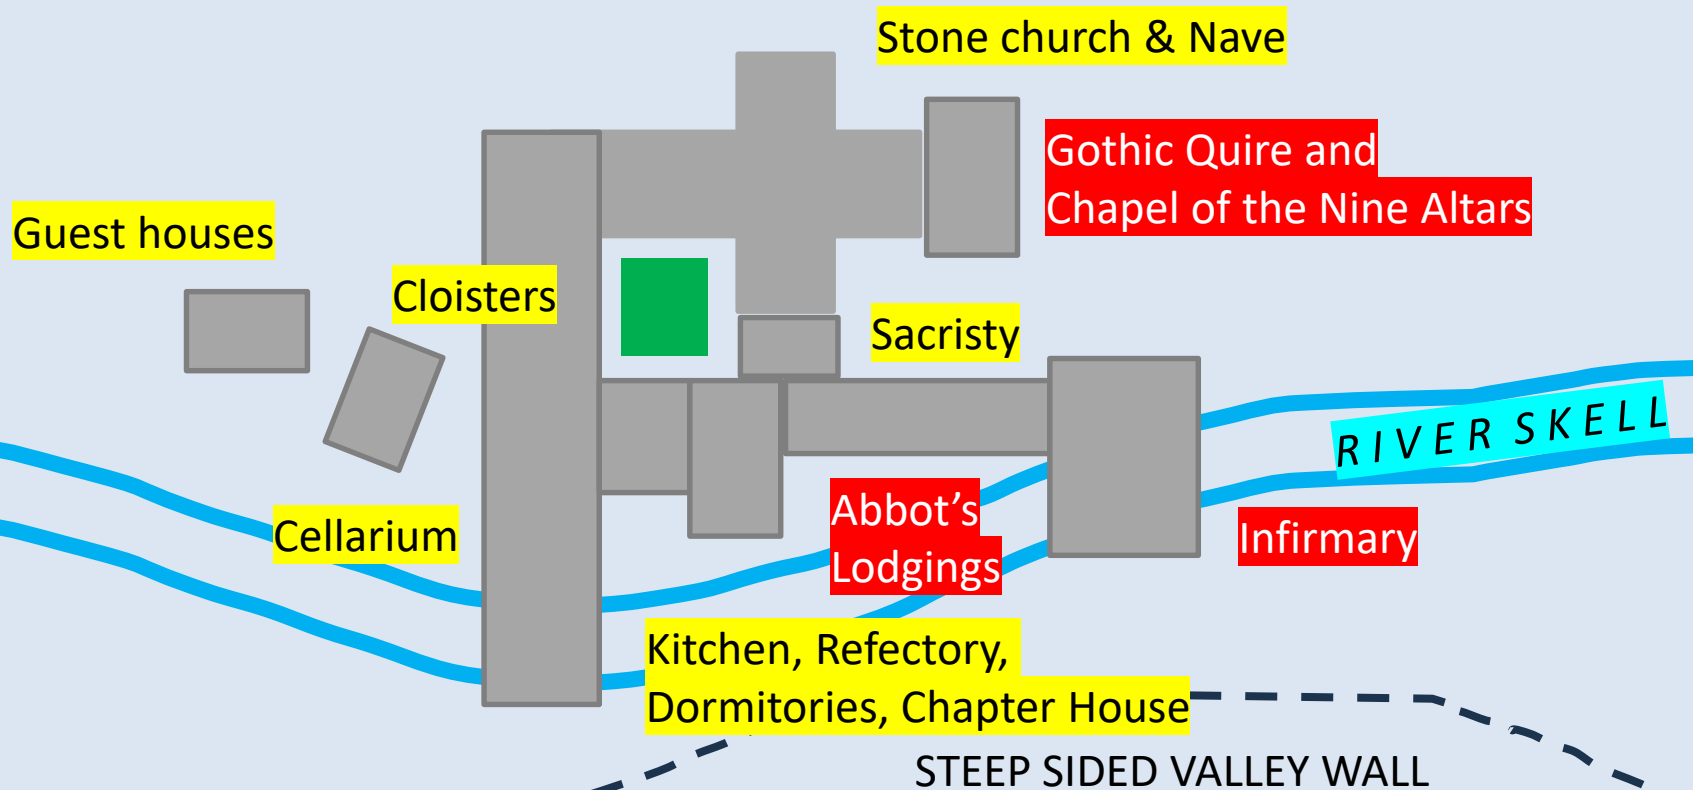 Stone church & Nave
Gothic Quire and
Chapel of the Nine Altars
Guest houses
Cloisters
Sacristy
RIVER SKELL
Cellarium
Abbot’s
Lodgings
Infirmary
Kitchen, Refectory,
Dormitories, Chapter House
STEEP SIDED VALLEY WALL